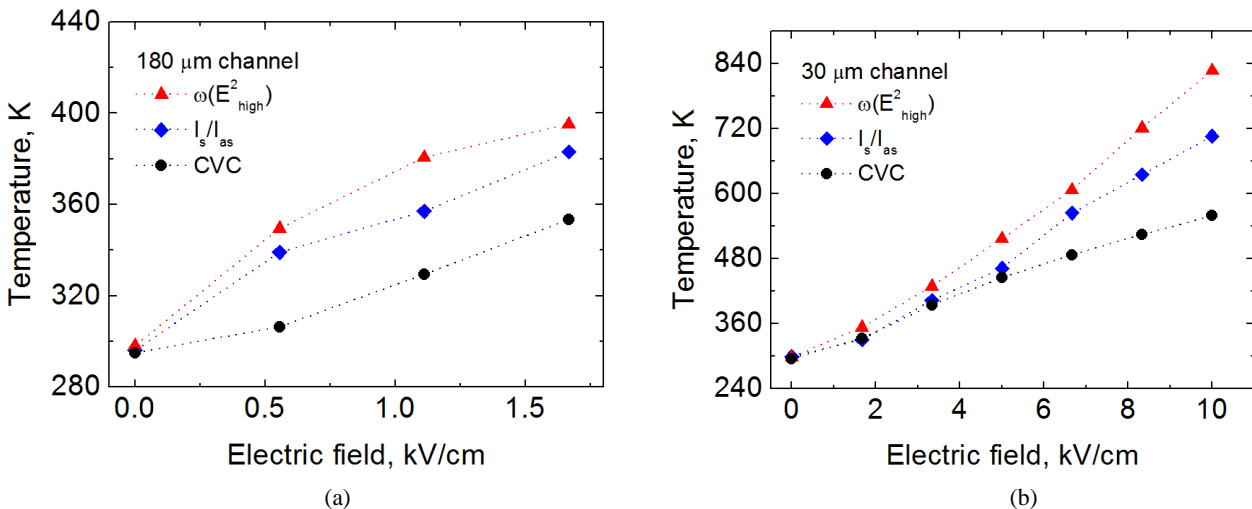 440
400
360
320
280
Temperature, K
180 μm channel
ω(E²high)
Is/Ias
CVC
0.0 0.5 1.0 1.5
Electric field, kV/cm
(a)
840
720
600
480
360
240
Temperature, K
30 μm channel
ω(E²high)
Is/Ias
CVC
0 2 4 6 8 10
Electric field, kV/cm
(b)